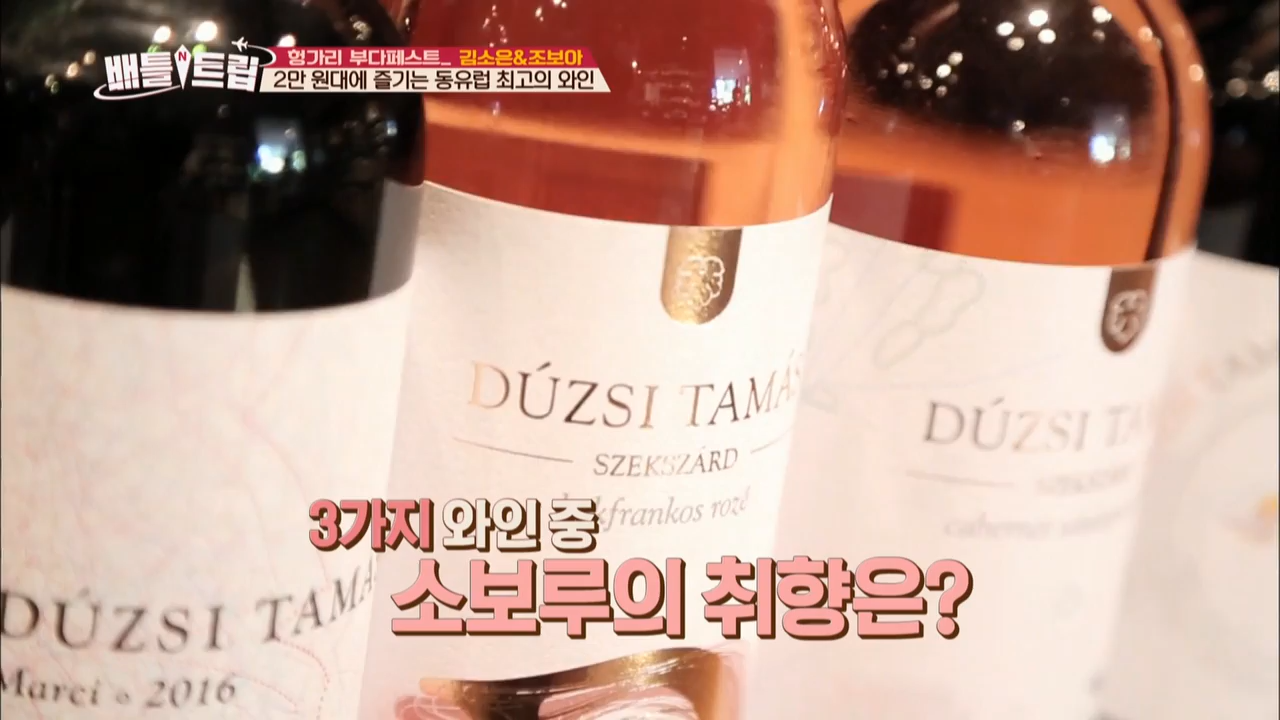 배틀 N 트립
헝가리 부다페스트_ 김소은&조보아
2만 원대에 즐기는 동유럽 최고의 와인
DÚZSI TAMÁS
SZEKSZÁRD
kfrankos rozé
DÚZSI TA
SZEKSZÁRD
cabernet
DÚZSI TAMÁ
Marci 2016
3가지 와인 중
소보루의 취향은?